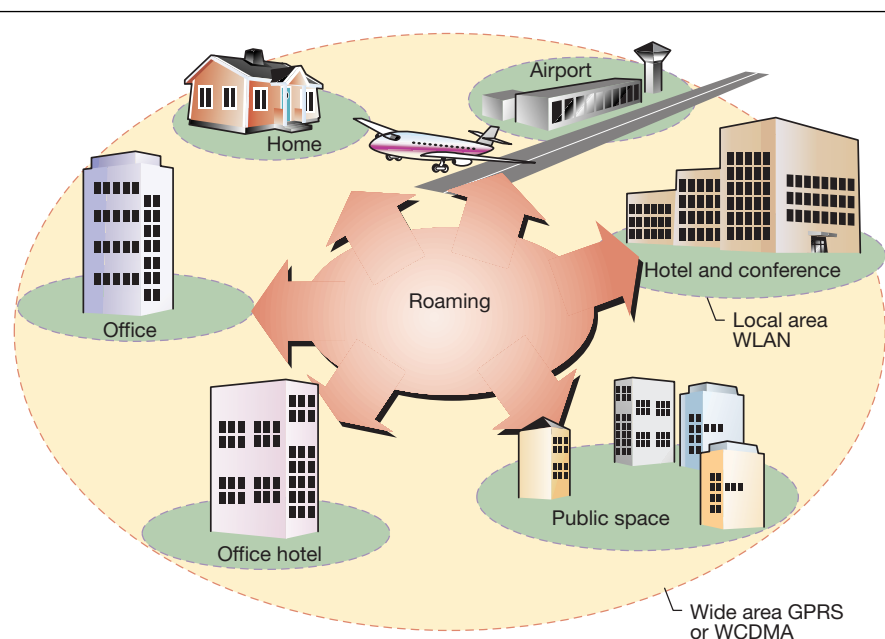 Airport
Home
Hotel and conference
Roaming
Local area
WLAN
Office
Public space
Office hotel
Wide area GPRS
or WCDMA